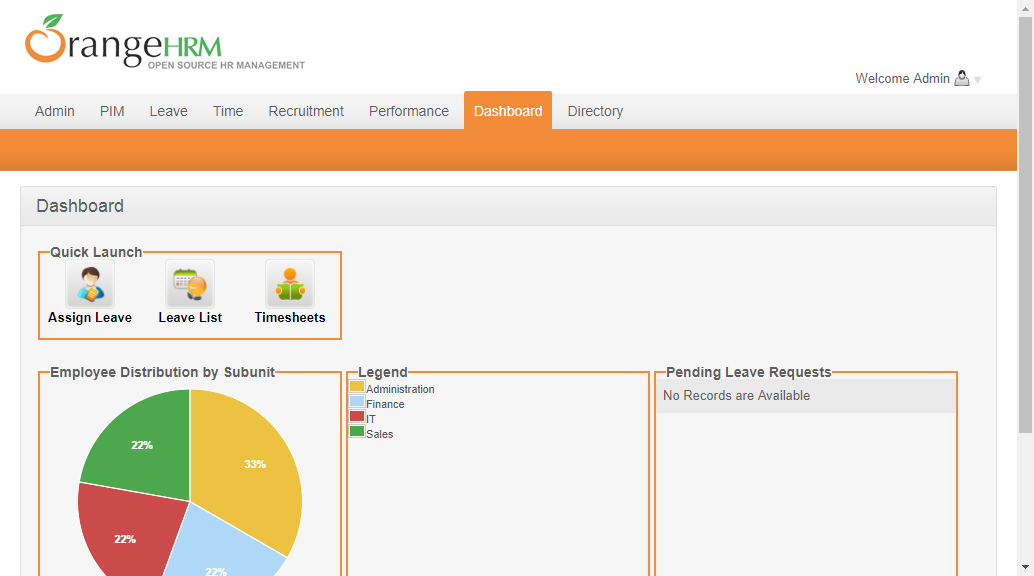 OrangeHRM
OPEN SOURCE HR MANAGEMENT
Welcome Admin
Admin PIM Leave Time Recruitment Performance Dashboard Directory
Dashboard
Quick Launch
Assign Leave Leave List Timesheets
Employee Distribution by Subunit
22%
33%
22%
22%
Legend
Administration
Finance
IT
Sales
Pending Leave Requests
No Records are Available